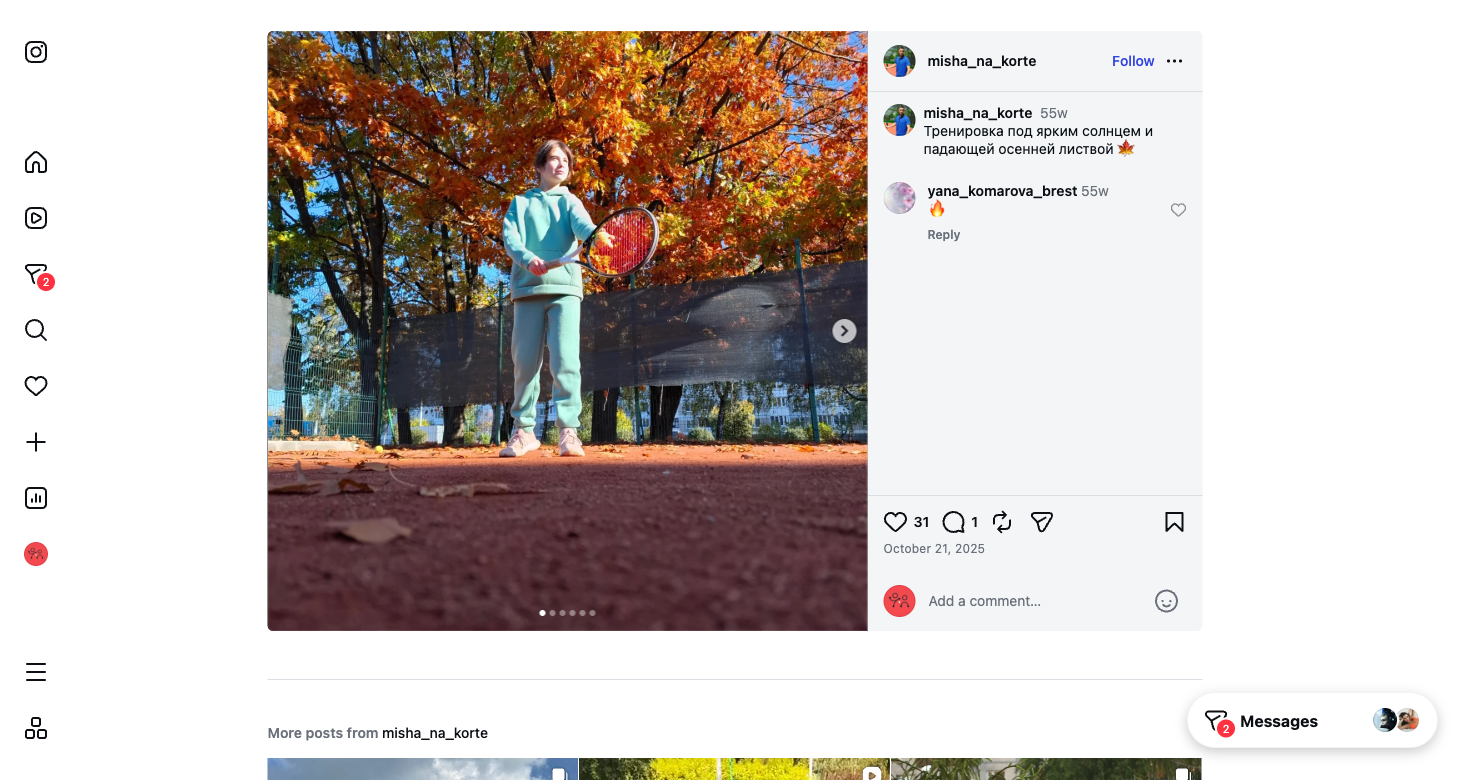 misha_na_korte
Follow
misha_na_korte 55w
Тренировка под ярким солнцем и
падающей осенней листвой 🍁
yana_komarova_brest 55w
🔥
Reply
2
31
1
October 21, 2025
Add a comment...
More posts from misha_na_korte
2
Messages